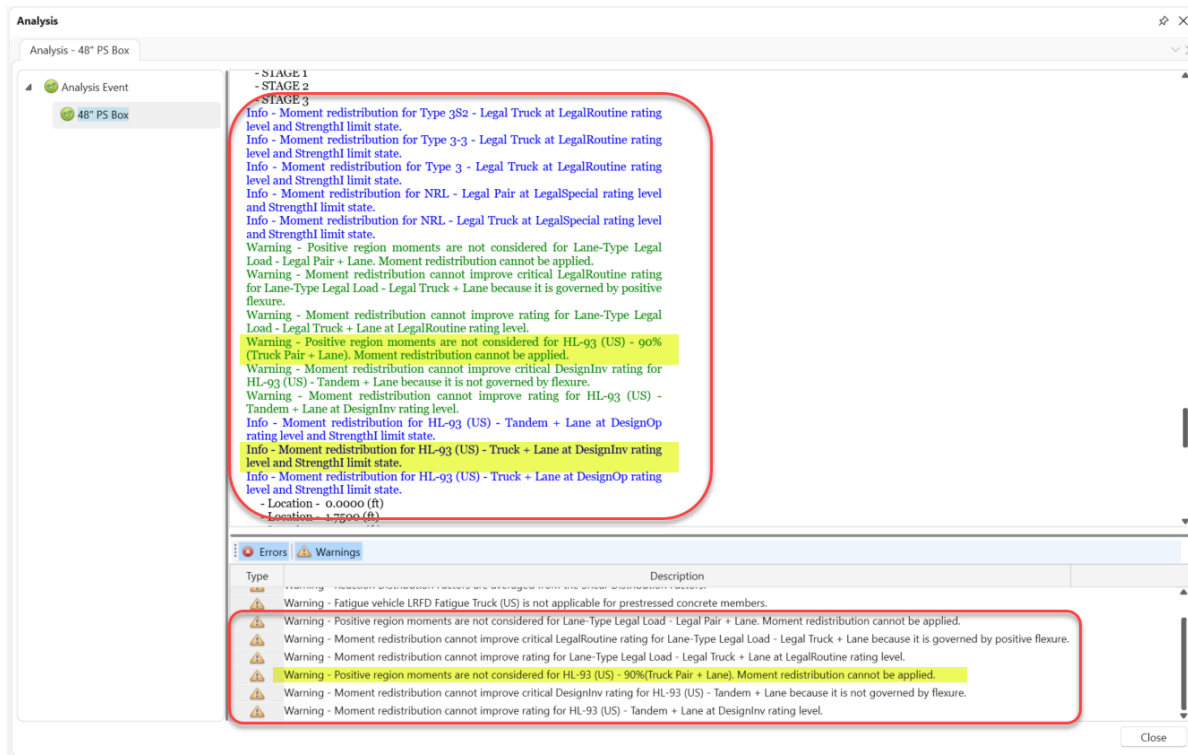 Analysis
Analysis - 48" PS Box
Analysis Event
48" PS Box
- STAGE 1
- STAGE 2
- STAGE 3
Info - Moment redistribution for Type 3S2 - Legal Truck at LegalRoutine rating
level and StrengthI limit state.
Info - Moment redistribution for Type 3-3 - Legal Truck at LegalRoutine rating
level and StrengthI limit state.
Info - Moment redistribution for Type 3 - Legal Truck at LegalRoutine rating
level and StrengthI limit state.
Info - Moment redistribution for NRL - Legal Pair at LegalSpecial rating level
and StrengthI limit state.
Info - Moment redistribution for NRL - Legal Truck at LegalSpecial rating level
and StrengthI limit state.
Warning - Positive region moments are not considered for Lane-Type Legal
Load - Legal Pair + Lane. Moment redistribution cannot be applied.
Warning - Moment redistribution cannot improve critical LegalRoutine rating
for Lane-Type Legal Load - Legal Truck + Lane because it is governed by positive
flexure.
Warning - Moment redistribution cannot improve rating for Lane-Type Legal
Load - Legal Truck + Lane at LegalRoutine rating level.
Warning - Positive region moments are not considered for HL-93 (US) - 90%
(Truck Pair + Lane). Moment redistribution cannot be applied.
Warning - Moment redistribution cannot improve critical DesignInv rating for
HL-93 (US) - Tandem + Lane because it is not governed by flexure.
Warning - Moment redistribution cannot improve rating for HL-93 (US) -
Tandem + Lane at DesignInv rating level.
Info - Moment redistribution for HL-93 (US) - Tandem + Lane at DesignOp
rating level and StrengthI limit state.
Info - Moment redistribution for HL-93 (US) - Truck + Lane at DesignInv rating
level and StrengthI limit state.
Info - Moment redistribution for HL-93 (US) - Truck + Lane at DesignOp rating
level and StrengthI limit state.
- Location - 0.0000 (ft)
- Location - 1.7500 (ft)
Errors Warnings
Type Description
Warning - Reaction Distribution Factors are averaged from the Shear Distribution Factors.
Warning - Fatigue vehicle LRFD Fatigue Truck (US) is not applicable for prestressed concrete members.
Warning - Positive region moments are not considered for Lane-Type Legal Load - Legal Pair + Lane. Moment redistribution cannot be applied.
Warning - Moment redistribution cannot improve critical LegalRoutine rating for Lane-Type Legal Load - Legal Truck + Lane because it is governed by positive flexure.
Warning - Moment redistribution cannot improve rating for Lane-Type Legal Load - Legal Truck + Lane at LegalRoutine rating level.
Warning - Positive region moments are not considered for HL-93 (US) - 90%(Truck Pair + Lane). Moment redistribution cannot be applied.
Warning - Moment redistribution cannot improve critical DesignInv rating for HL-93 (US) - Tandem + Lane because it is not governed by flexure.
Warning - Moment redistribution cannot improve rating for HL-93 (US) - Tandem + Lane at DesignInv rating level.
Close